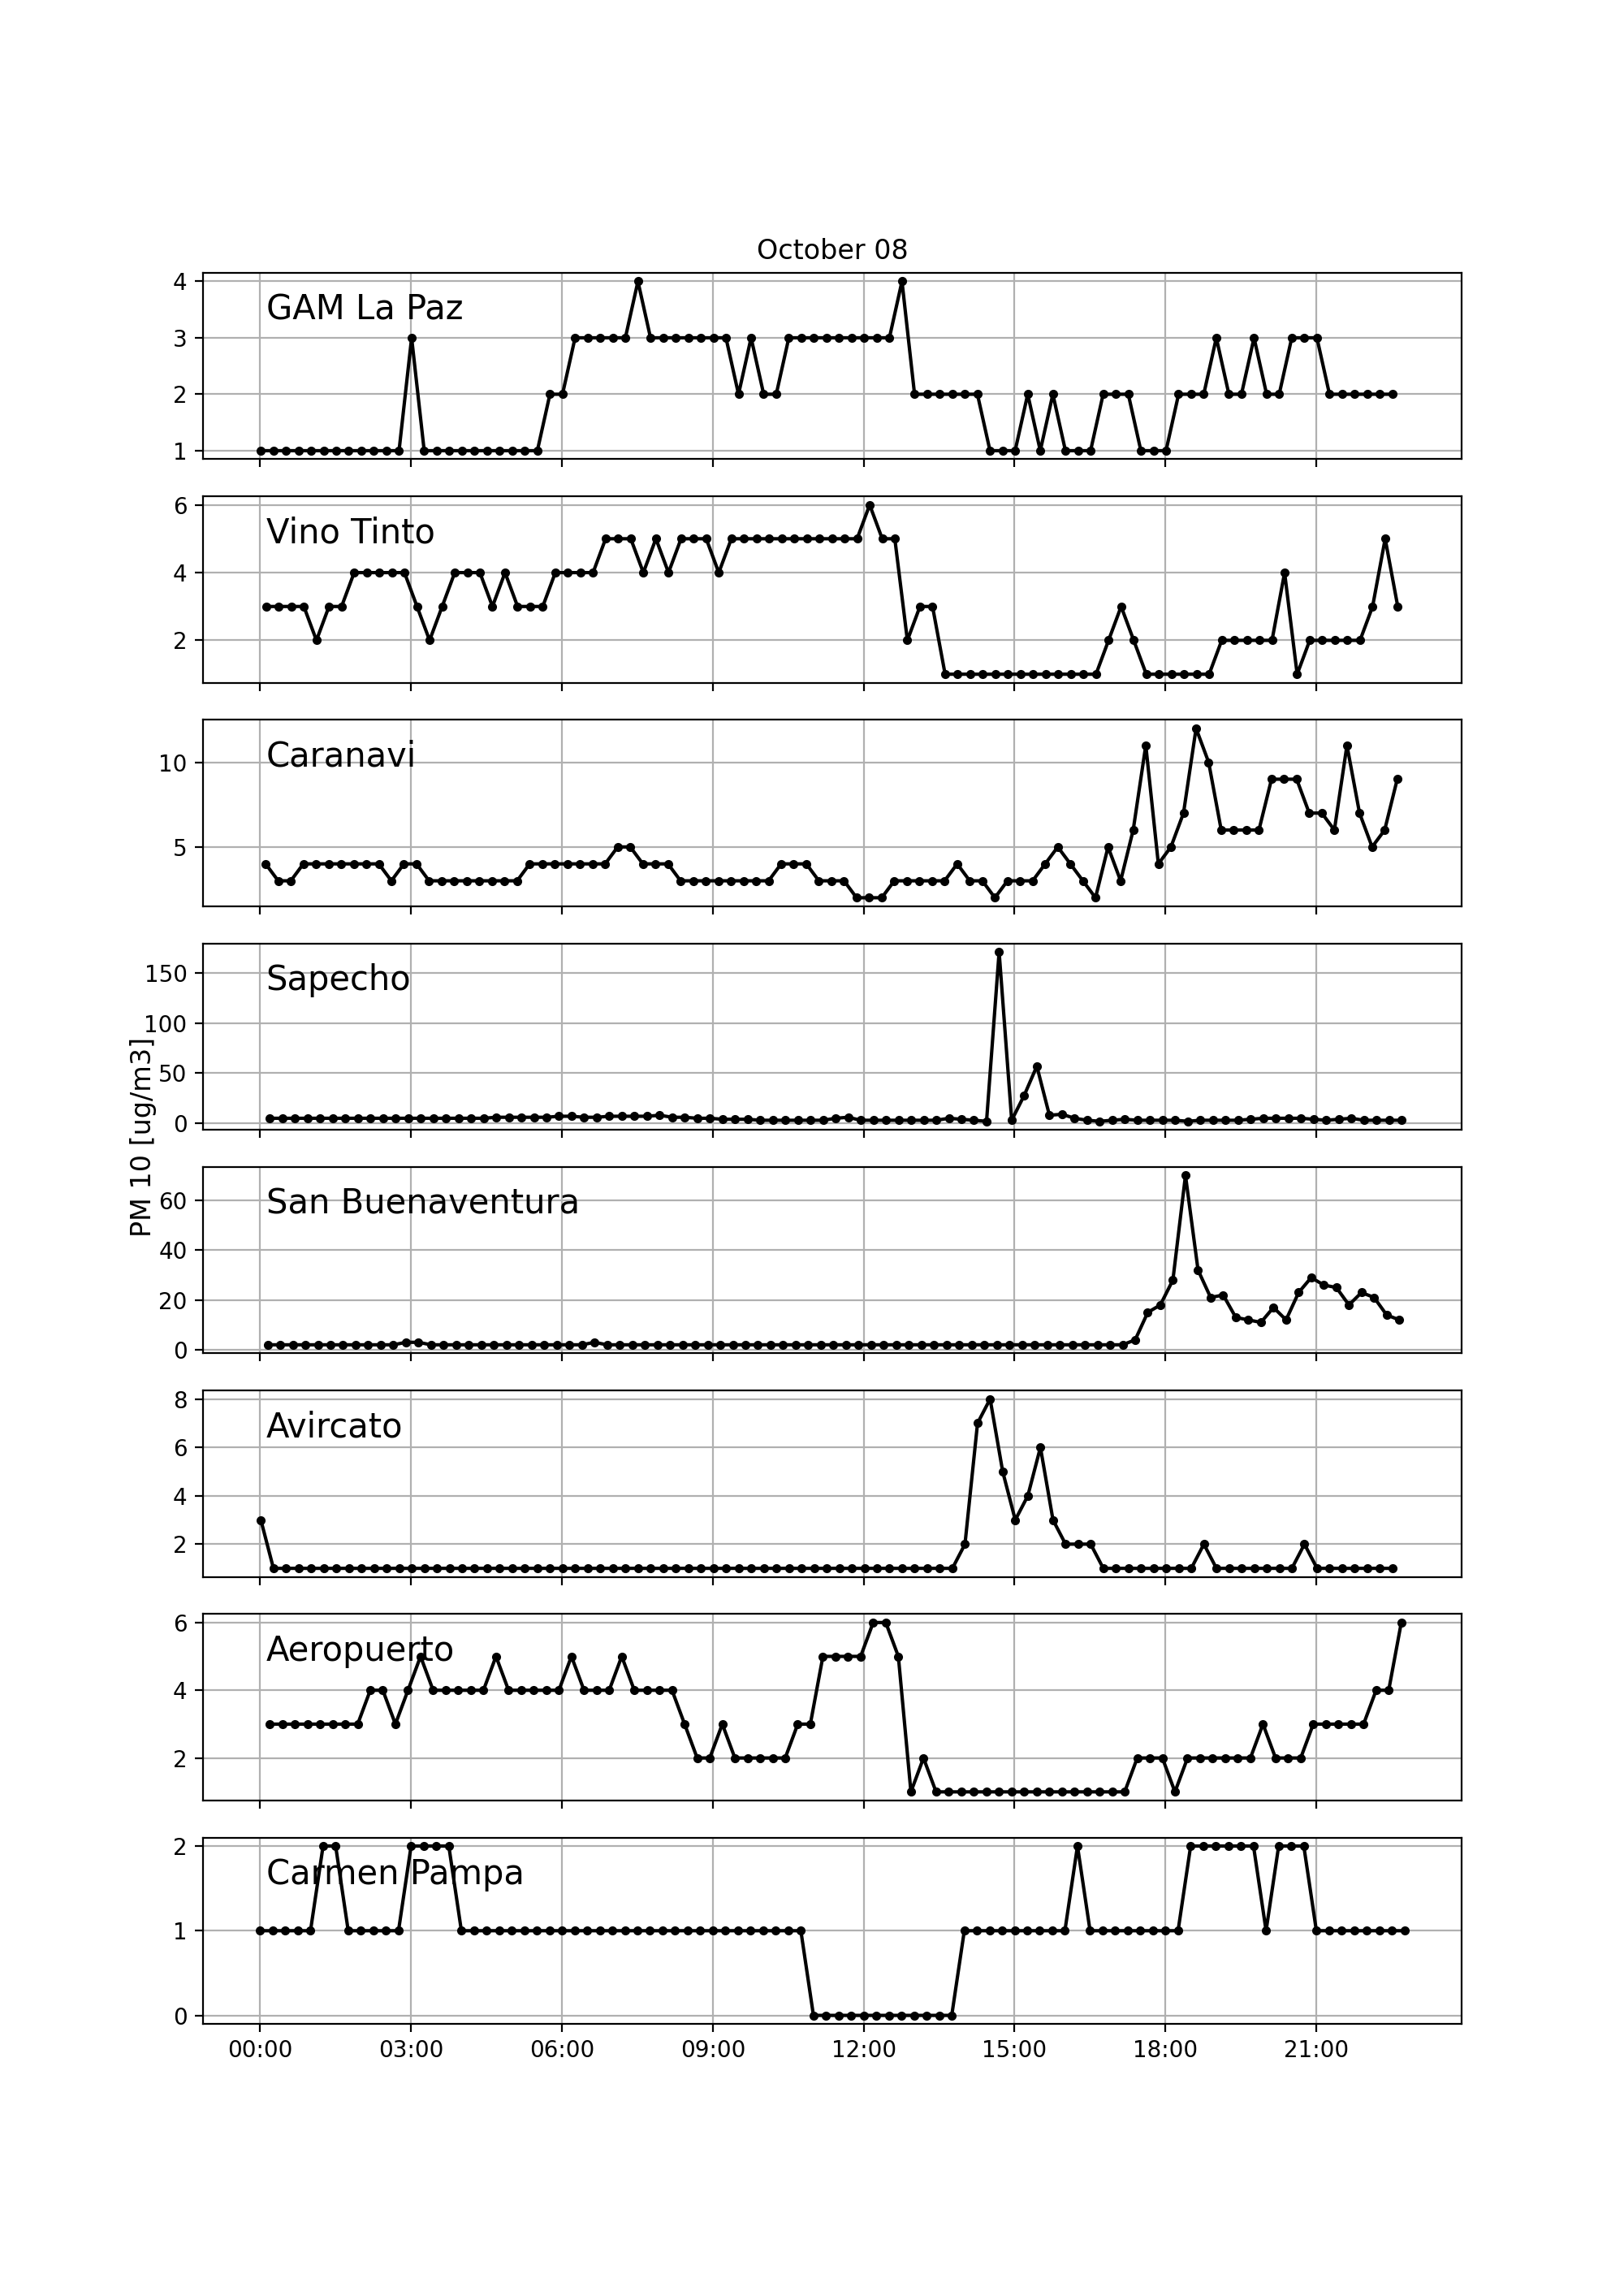 October 08
4
GAM La Paz
3
2
1
6
Vino Tinto
4
2
Caranavi
10
5
150
Sapecho
100
50
0
PM 10 [ug/m3]
60
San Buenaventura
40
20
0
8
Avircato
6
4
2
6
Aeropuerto
4
2
2
Carmen Pampa
1
0
00:00 03:00 06:00 09:00 12:00 15:00 18:00 21:00